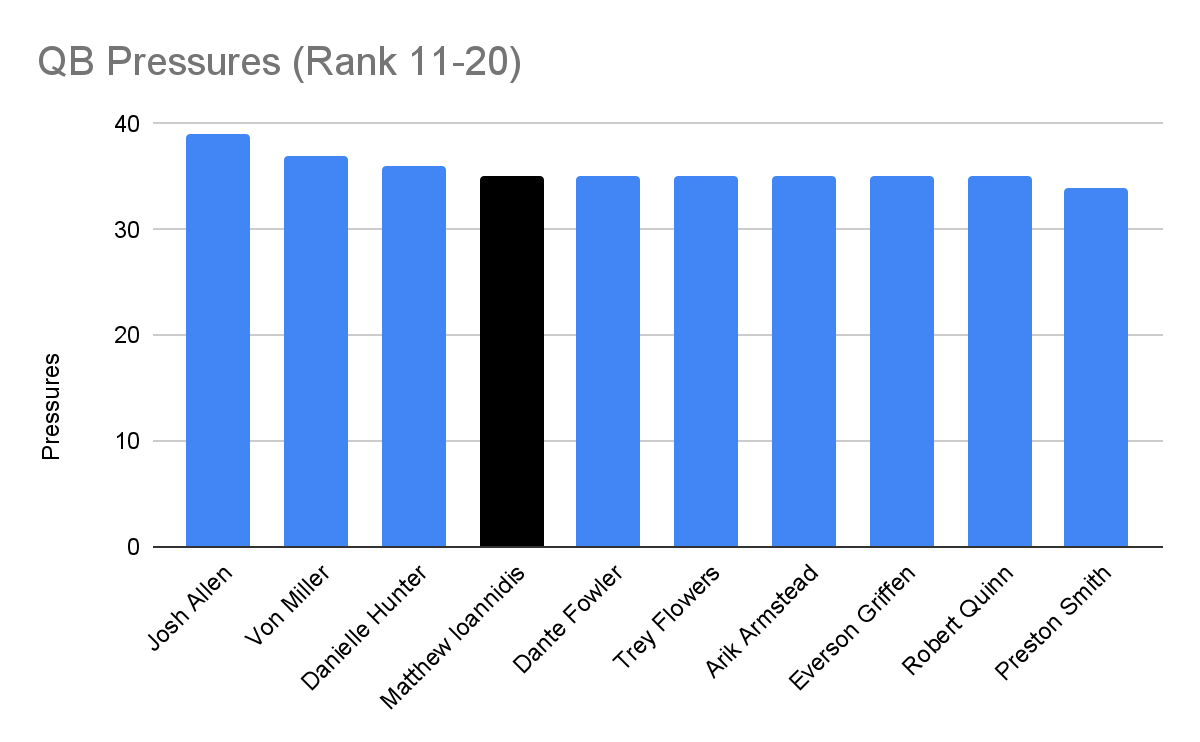 QB Pressures (Rank 11-20)
Pressures
40
30
20
10
0
Josh Allen
Von Miller
Danielle Hunter
Matthew Ioannidis
Dante Fowler
Trey Flowers
Arik Armstead
Everson Griffen
Robert Quinn
Preston Smith